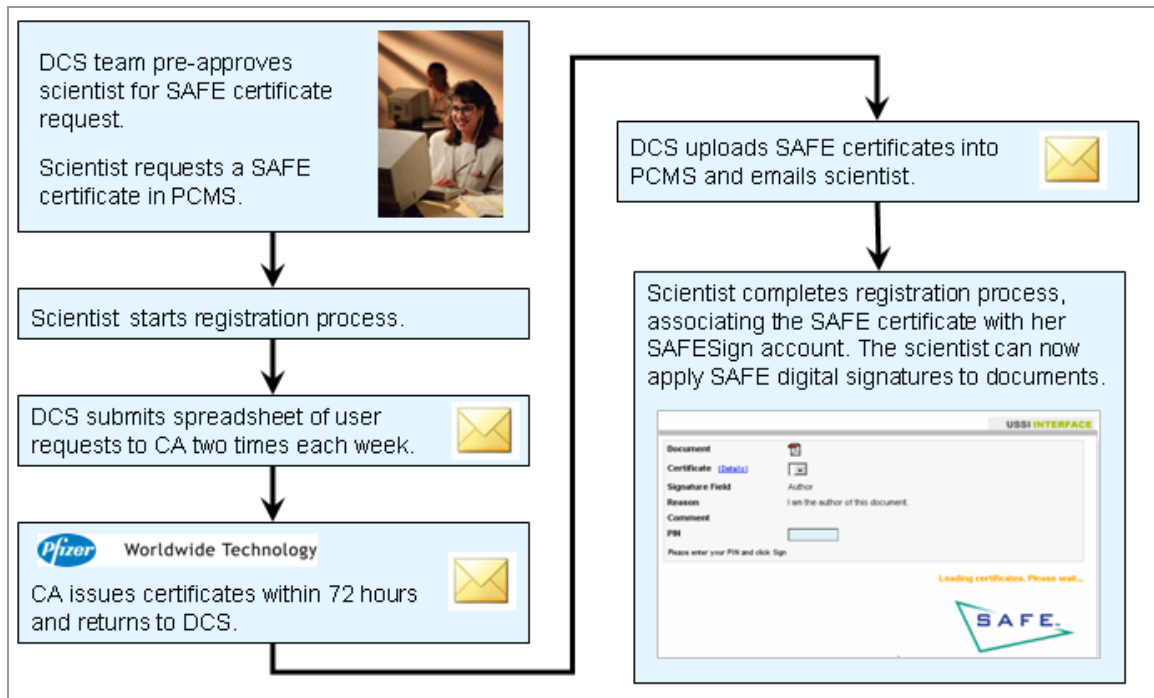 DCS team pre-approves
scientist for SAFE certificate
request.
Scientist requests a SAFE
certificate in PCMS.
Scientist starts registration process.
DCS submits spreadsheet of user
requests to CA two times each week.
Pfizer Worldwide Technology
CA issues certificates within 72 hours
and returns to DCS.
DCS uploads SAFE certificates into
PCMS and emails scientist.
Scientist completes registration process,
associating the SAFE certificate with her
SAFESign account. The scientist can now
apply SAFE digital signatures to documents.
USSI INTERFACE
Document
Certificate (Details)
Signature Field Author
Reason I am the author of this document.
Comment
PIN
Please enter your PIN and click Sign
Loading certificates. Please wait...
SAFE™